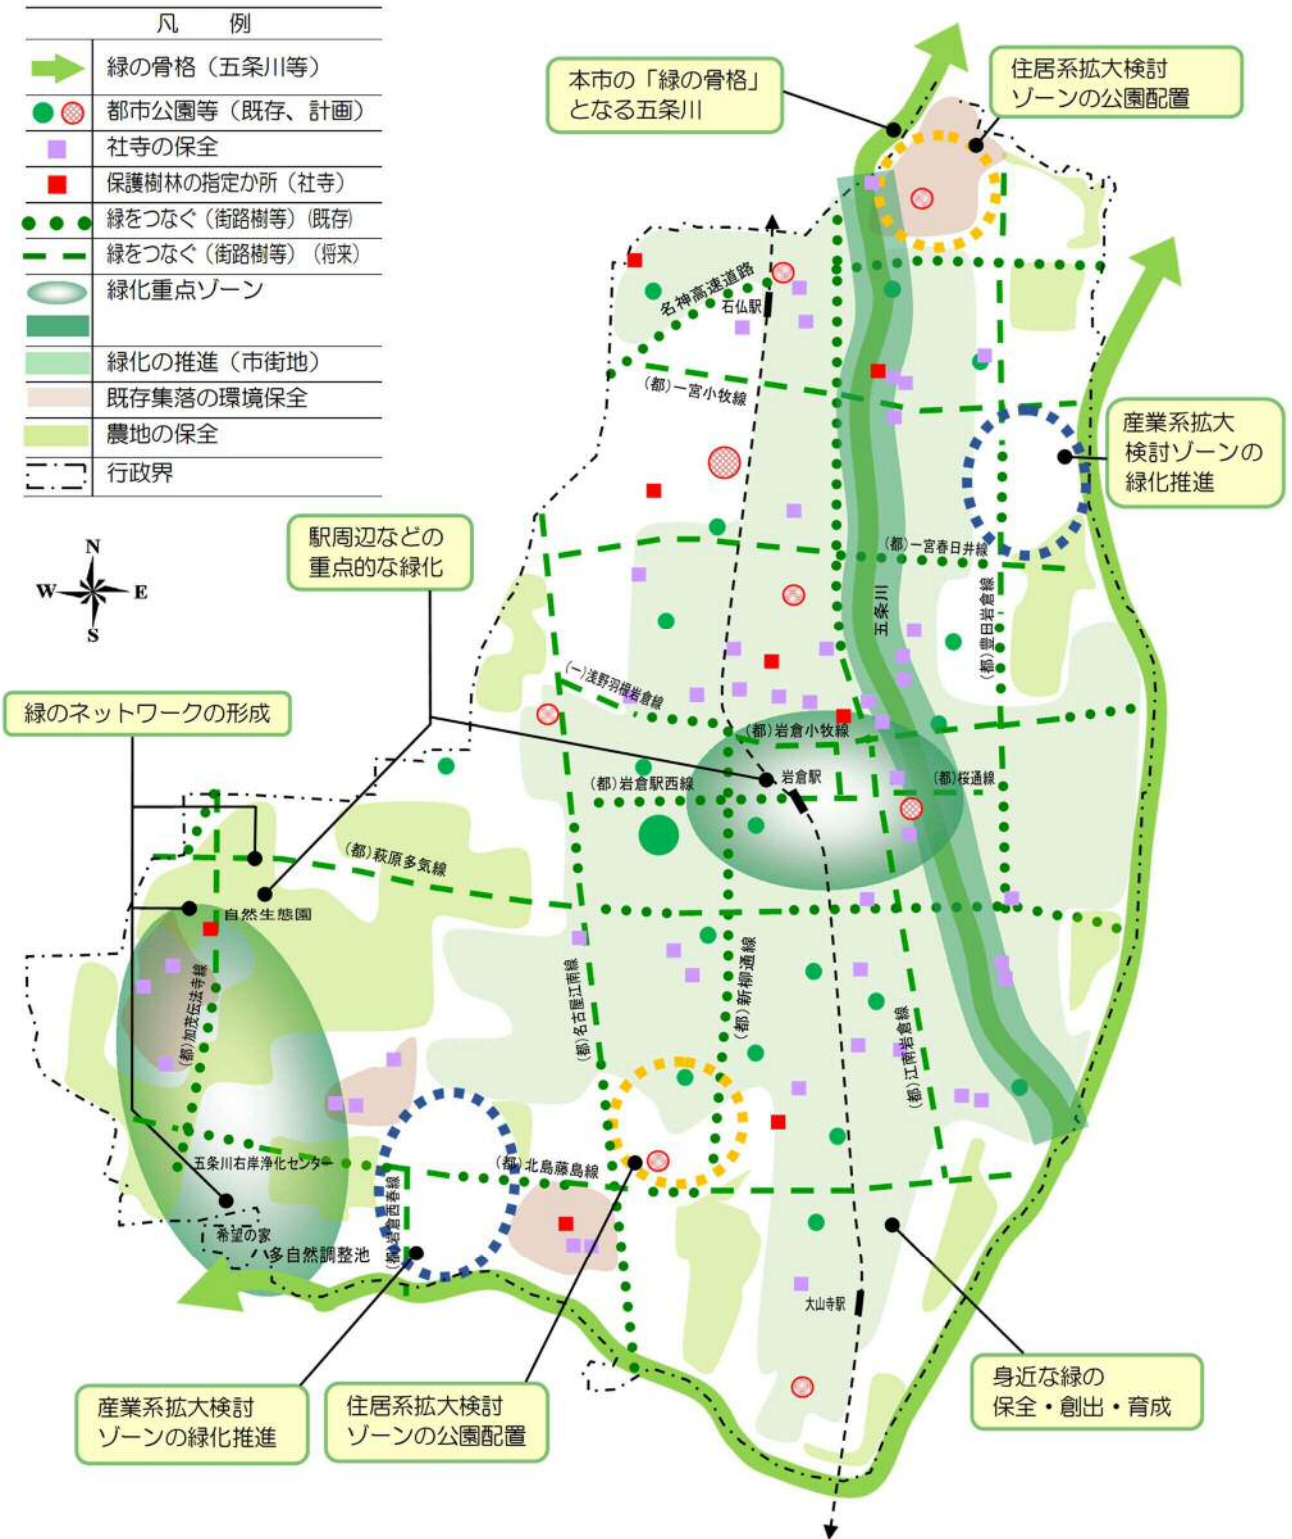 凡 例
緑の骨格（五条川等）
都市公園等（既存、計画）
社寺の保全
保護樹林の指定か所（社寺）
緑をつなぐ（街路樹等）（既存）
緑をつなぐ（街路樹等）（将来）
緑化重点ゾーン
緑化の推進（市街地）
既存集落の環境保全
農地の保全
行政界
N
W
E
S
本市の「緑の骨格」
となる五条川
住居系拡大検討
ゾーンの公園配置
産業系拡大
検討ゾーンの
緑化推進
駅周辺などの
重点的な緑化
緑のネットワークの形成
名神高速道路
石仏駅
（都）一宮小牧線
（都）一宮春日井線
五条川
（都）豊田岩倉線
（一）浅野羽根岩倉線
（都）岩倉小牧線
岩倉駅
（都）岩倉駅西線
（都）桜通線
（都）萩原多気線
自然生態園
（都）加茂伝法寺線
（都）名古屋江南線
（都）新柳通線
（都）江南岩倉線
五条川右岸浄化センター
（都）北島藤島線
（都）岩倉西春線
希望の家
多自然調整池
大山寺駅
産業系拡大検討
ゾーンの緑化推進
住居系拡大検討
ゾーンの公園配置
身近な緑の
保全・創出・育成